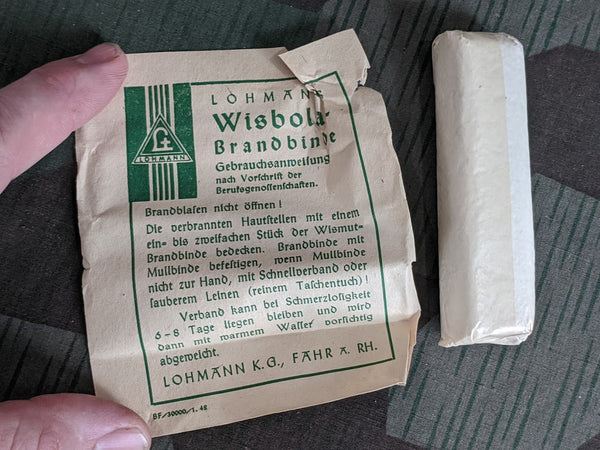 LOHMANN
Wisbola-
Brandbinde
Gebrauchsanweisung
nach Vorschrift der
Berufsgenossenschaften.
LOHMANN
Brandblasen nicht öffnen!
Die verbrannten Hautstellen mit einem
ein- bis zweifachen Stück der Wismut-
Brandbinde bedecken. Brandbinde mit
Mullbinde befestigen, wenn Mullbinde
nicht zur Hand, mit Schnellverband oder
sauberem Leinen (reinem Taschentuch)!
Verband kann bei Schmerzlosigkeit
6-8 Tage liegen bleiben und wird
dann mit warmem Wasser vorsichtig
abgeweicht.
LOHMANN K.G., FAHR A. RH.
BF/30000/1.42